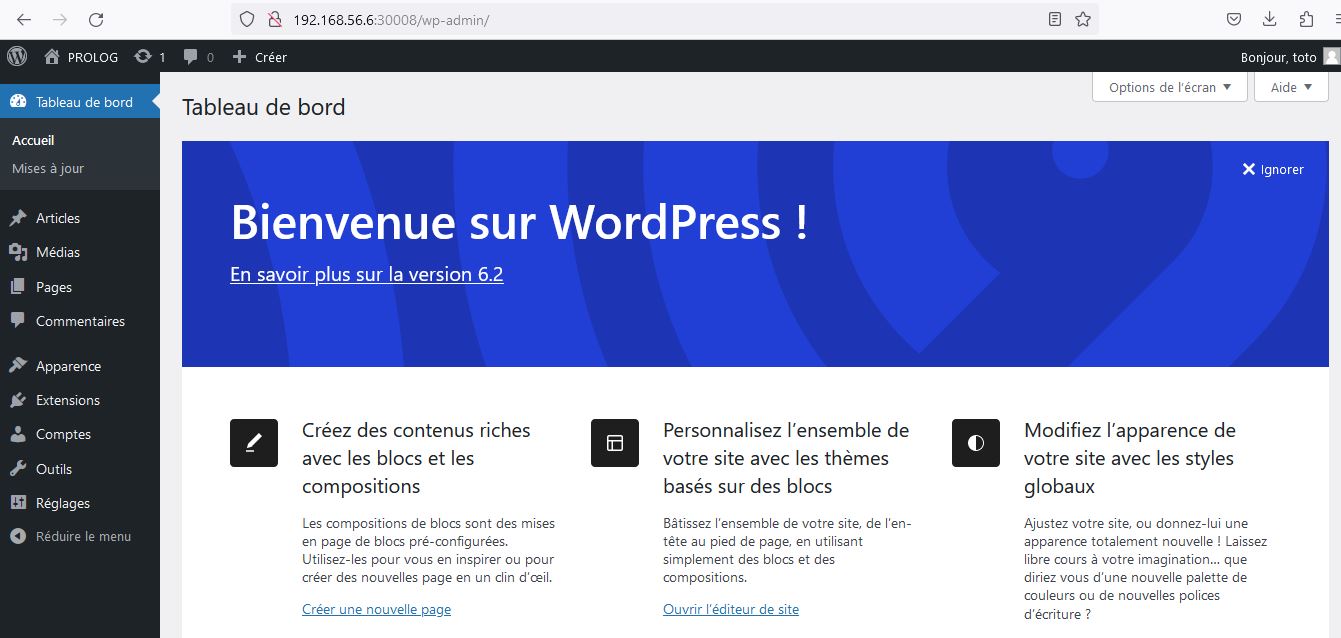 192.168.56.6:30008/wp-admin/
PROLOG 1 0 Créer Bonjour, toto
Tableau de bord
Accueil
Mises à jour
Articles
Médias
Pages
Commentaires
Apparence
Extensions
Comptes
Outils
Réglages
Réduire le menu
Options de l'écran Aide
Tableau de bord
Ignorer
Bienvenue sur WordPress !
En savoir plus sur la version 6.2
Créez des contenus riches
avec les blocs et les
compositions
Les compositions de blocs sont des mises
en page de blocs pré-configurées.
Utilisez-les pour vous en inspirer ou pour
créer des nouvelles page en un clin d'œil.
Créer une nouvelle page
Personnalisez l'ensemble de
votre site avec les thèmes
basés sur des blocs
Bâtissez l'ensemble de votre site, de l'en-
tête au pied de page, en utilisant
simplement des blocs et des
compositions.
Ouvrir l'éditeur de site
Modifiez l'apparence de
votre site avec les styles
globaux
Ajustez votre site, ou donnez-lui une
apparence totalement nouvelle ! Laissez
libre cours à votre imagination… que
diriez vous d'une nouvelle palette de
couleurs ou de nouvelles polices
d'écriture ?